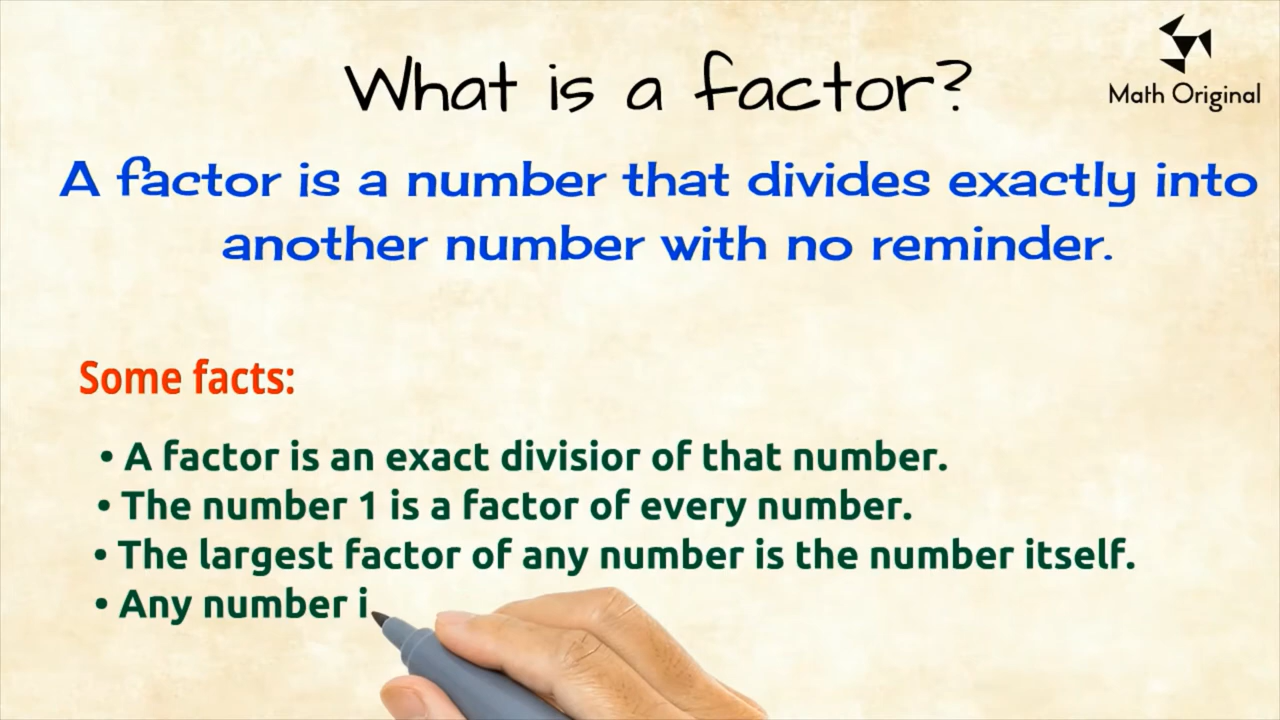 What is a factor?
Math Original
A factor is a number that divides exactly into
another number with no reminder.
Some facts:
• A factor is an exact divisior of that number.
• The number 1 is a factor of every number.
• The largest factor of any number is the number itself.
• Any number i